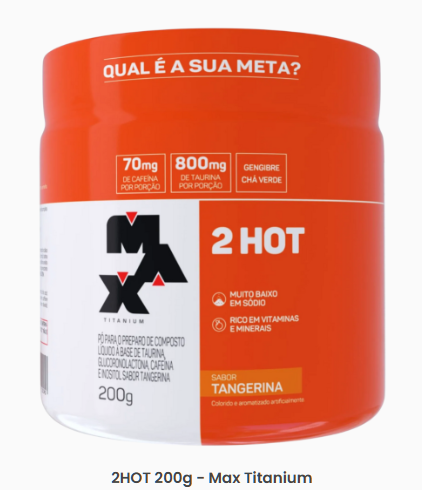 QUAL É A SUA META?
70mg
DE CAFEÍNA
POR PORÇÃO
800mg
DE TAURINA
POR PORÇÃO
GENGIBRE
CHÁ VERDE
MAX
TITANIUM
2 HOT
MUITO BAIXO
EM SÓDIO
RICO EM VITAMINAS
E MINERAIS
PÓ PARA O PREPARO DE COMPOSTO
LÍQUIDO À BASE DE TAURINA,
GLUCORONOLACTONA, CAFEÍNA
E INOSITOL SABOR TANGERINA
200g
SABOR
TANGERINA
Colorido e aromatizado artificialmente
2HOT 200g - Max Titanium